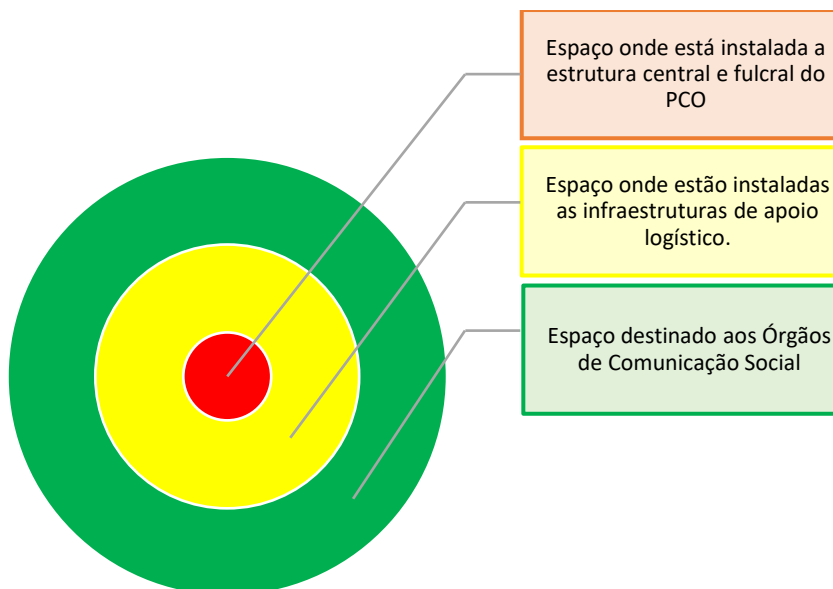 Espaço onde está instalada a
estrutura central e fulcral do
PCO
Espaço onde estão instaladas
as infraestruturas de apoio
logístico.
Espaço destinado aos Órgãos
de Comunicação Social